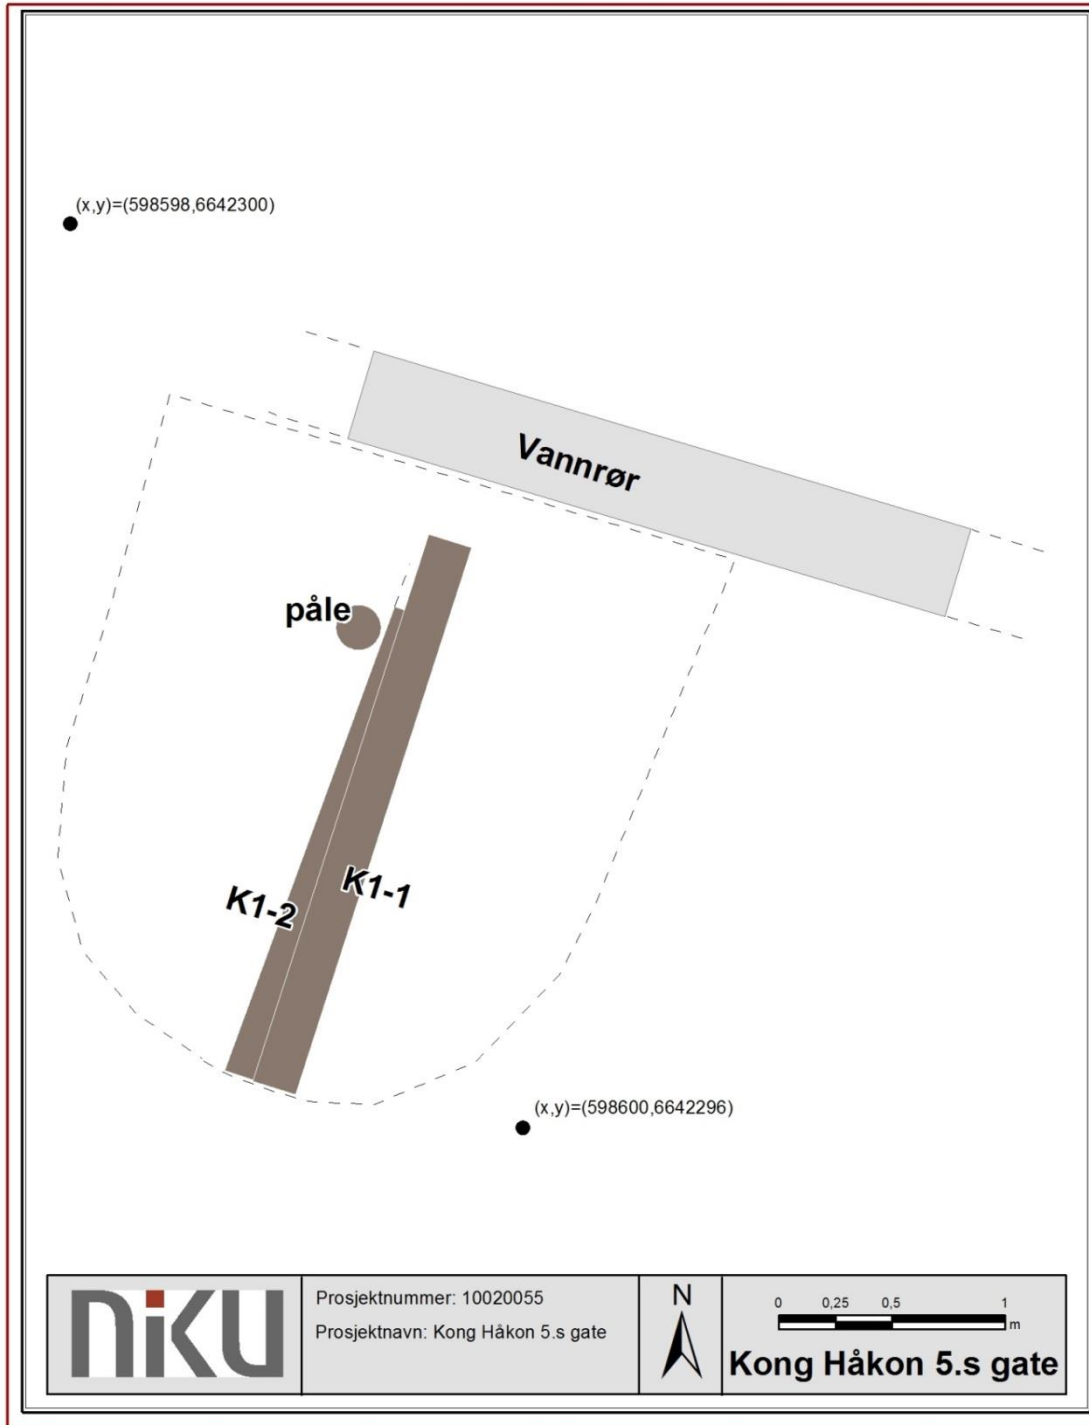 (x,y)=(598598,6642300)
Vannrør
påle
K1-1
K1-2
(x,y)=(598600,6642296)
niku
Prosjektnummer: 10020055
Prosjektnavn: Kong Håkon 5.s gate
N
0 0,25 0,5 1
m
Kong Håkon 5.s gate